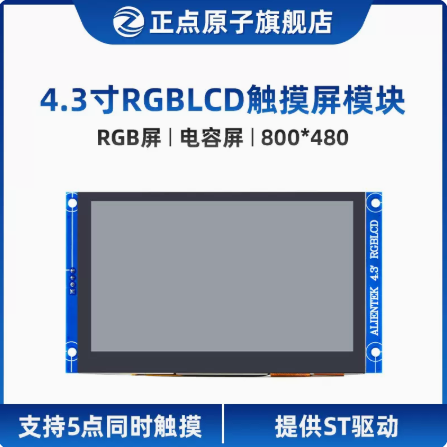 正点原子旗舰店
4.3寸RGBLCD触摸屏模块
RGB屏|电容屏|800*480
ALIENTEK 4.3' RGBLCD
支持5点同时触摸
提供ST驱动